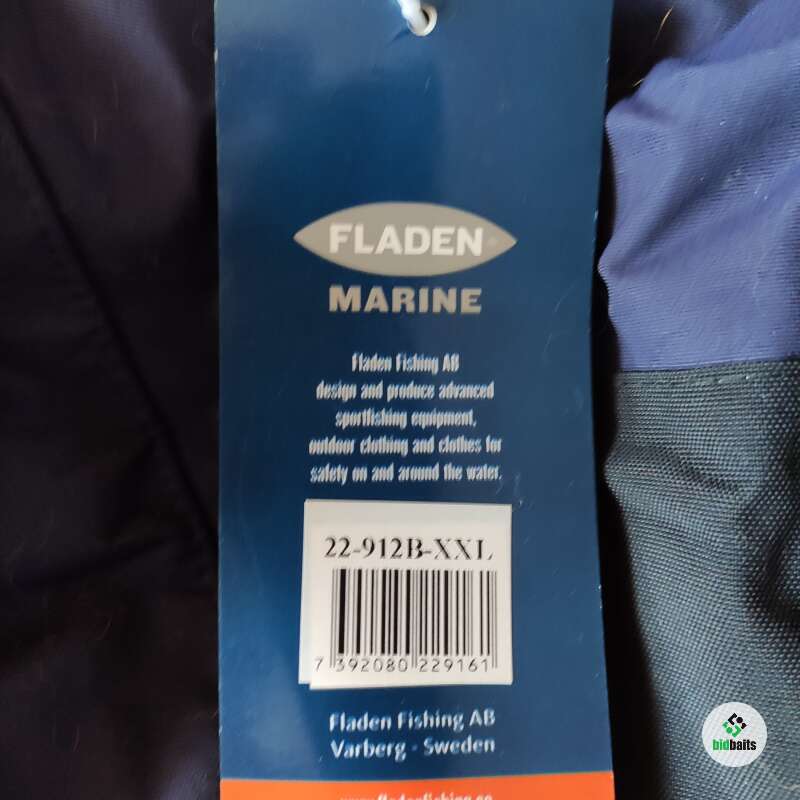 FLADEN
MARINE
Fladen Fishing AB
design and produce advanced
sportfishing equipment,
outdoor clothing and clothes for
safety on and around the water.
22-912B-XXL
7 392080 229161
Fladen Fishing AB
Varberg - Sweden
bidbaits